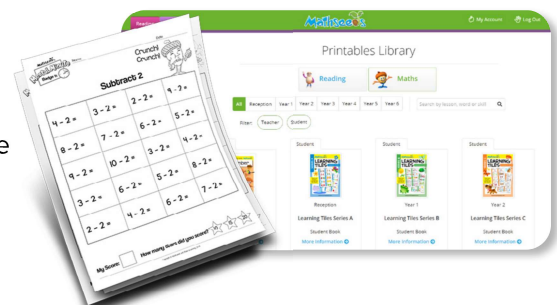 Mathseeds
My Account
Log Out
Printables Library
Reading
Maths
All Reception Year 1 Year 2 Year 3 Year 4 Year 5 Year 6
Search by lesson, word or skill
Filter: Teacher Student
Student
Student
Student
LEARNING TILES
LEARNING TILES
LEARNING TILES
Reception
Year 1
Year 2
Learning Tiles Series A
Learning Tiles Series B
Learning Tiles Series C
Student Book
Student Book
Student Book
More Information
More Information
More Information
Crunch!
Crunch!
Subtract 2
4 - 2 =
3 - 2 =
2 - 2 =
9 - 2 =
8 - 2 =
7 - 2 =
6 - 2 =
5 - 2 =
9 - 2 =
10 - 2 =
3 - 2 =
4 - 2 =
3 - 2 =
6 - 2 =
5 - 2 =
8 - 2 =
2 - 2 =
4 - 2 =
6 - 2 =
7 - 2 =
My Score:
How many stars did you score?
e